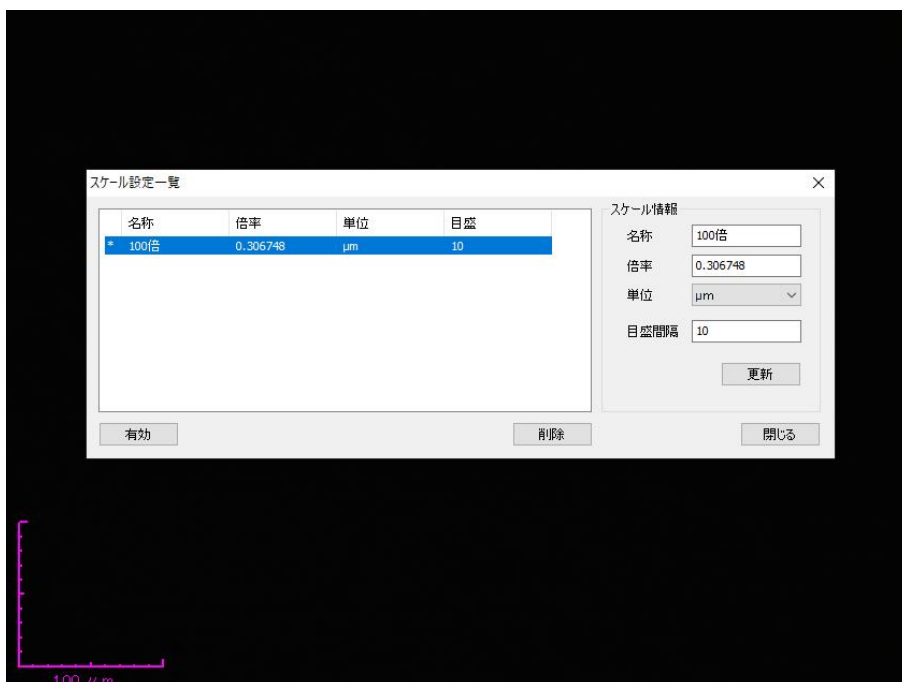 スケール設定一覧
名称 倍率 単位 目盛
* 100倍 0.306748 μm 10
スケール情報
名称 100倍
倍率 0.306748
単位 μm
目盛間隔 10
更新
有効 削除 閉じる
100 μm